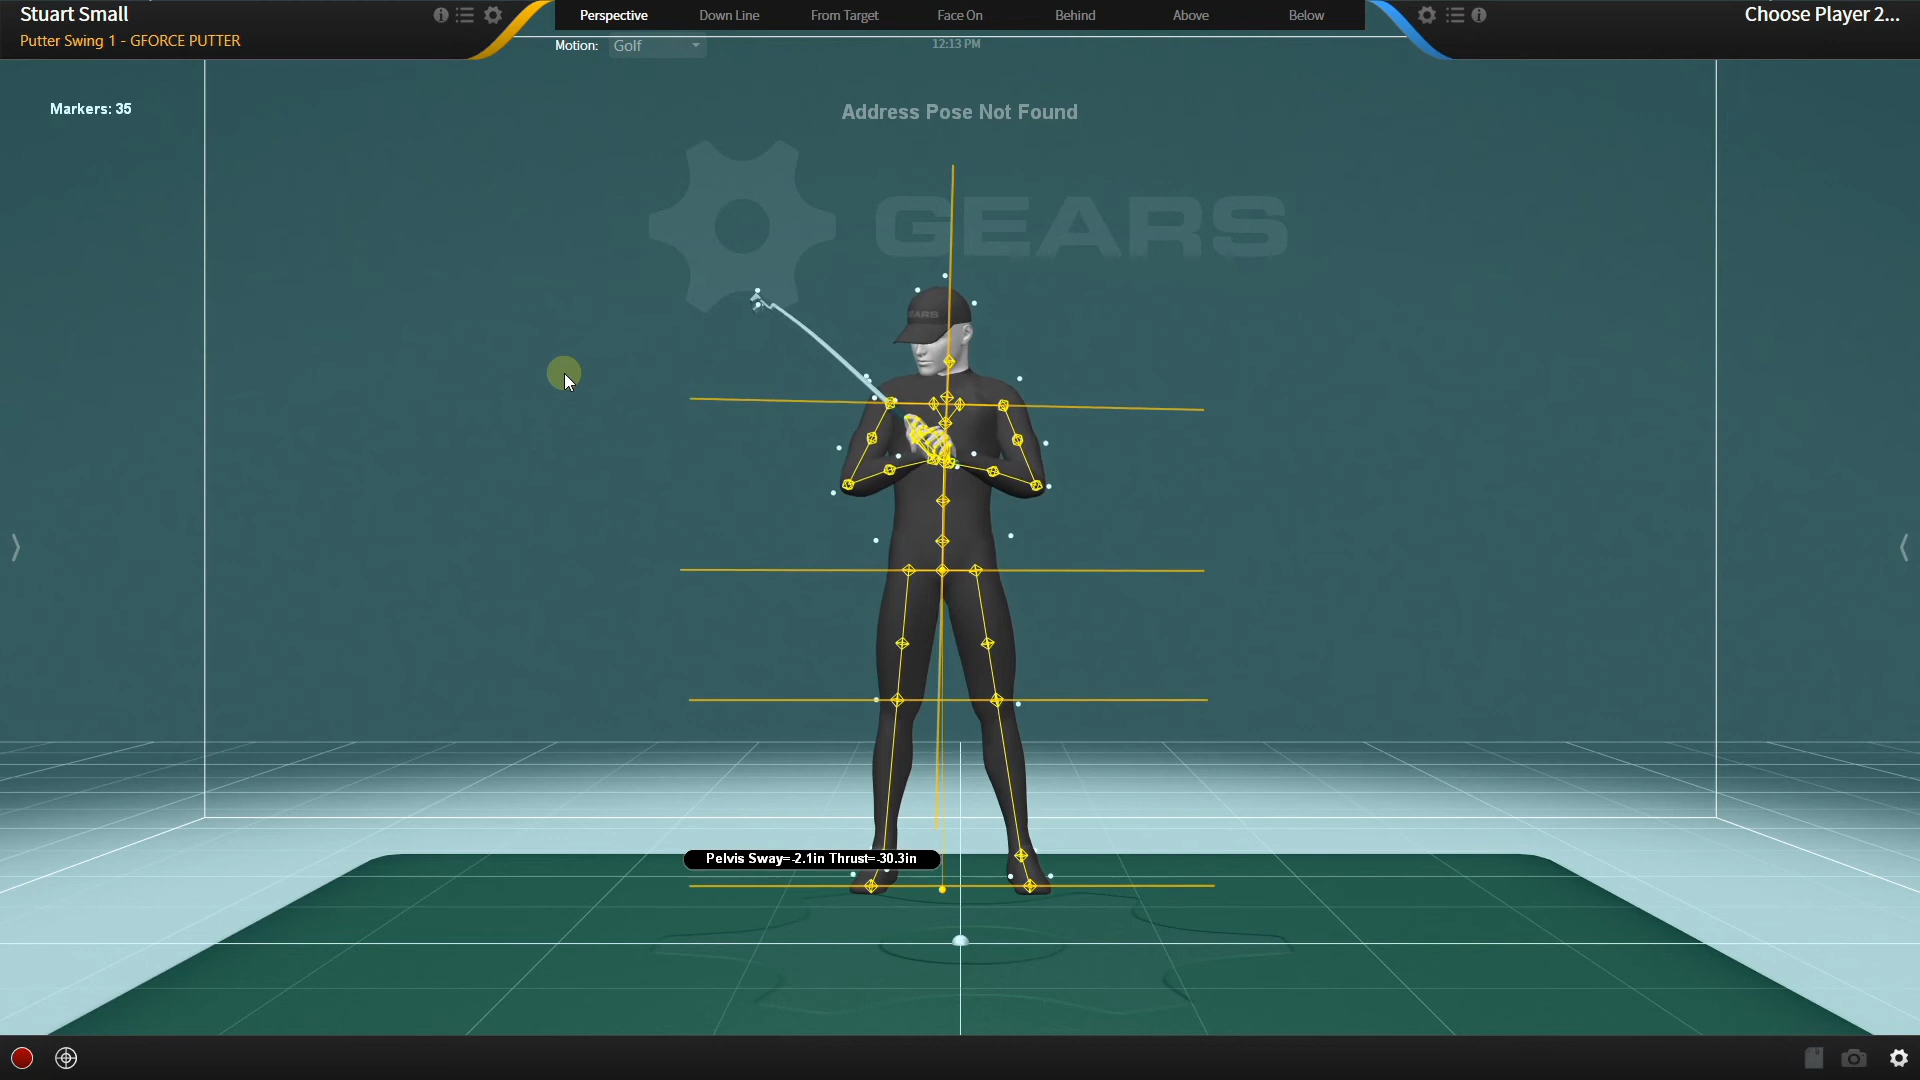 Stuart Small
Putter Swing 1 - GFORCE PUTTER
Perspective
Down Line
From Target
Face On
Behind
Above
Below
Choose Player 2...
Motion:
Golf
12:13 PM
Markers: 35
Address Pose Not Found
GEARS
EARS
Pelvis Sway=-2.1in Thrust=-30.3in